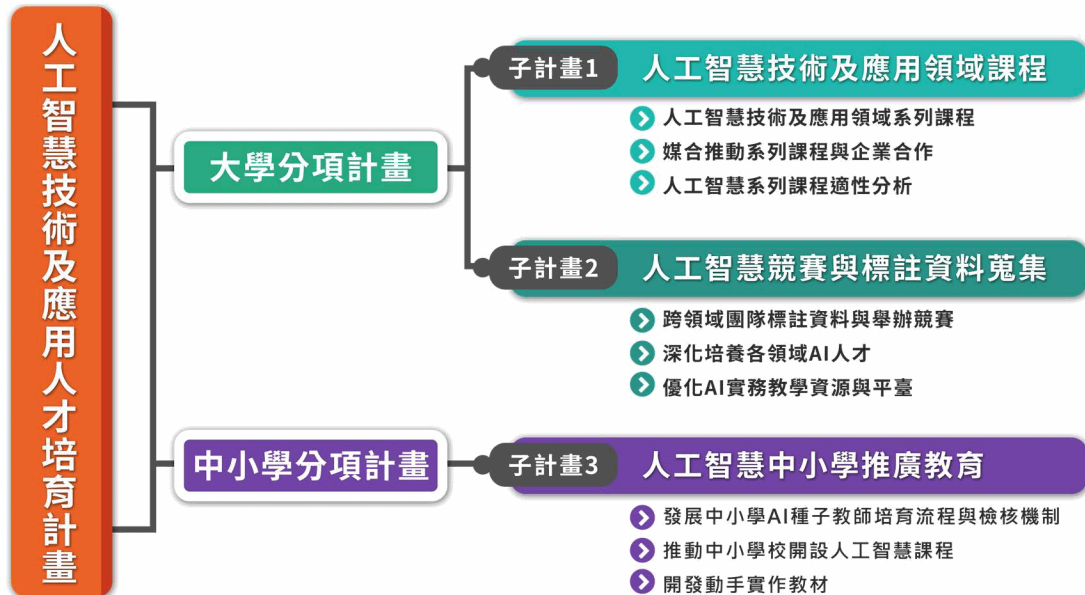 人工智慧技術及應用人才培育計畫
大學分項計畫
子計畫1
人工智慧技術及應用領域課程
人工智慧技術及應用領域系列課程
媒合推動系列課程與企業合作
人工智慧系列課程適性分析
子計畫2
人工智慧競賽與標註資料蒐集
跨領域團隊標註資料與舉辦競賽
深化培養各領域AI人才
優化AI實務教學資源與平臺
中小學分項計畫
子計畫3
人工智慧中小學推廣教育
發展中小學AI種子教師培育流程與檢核機制
推動中小學校開設人工智慧課程
開發動手實作教材